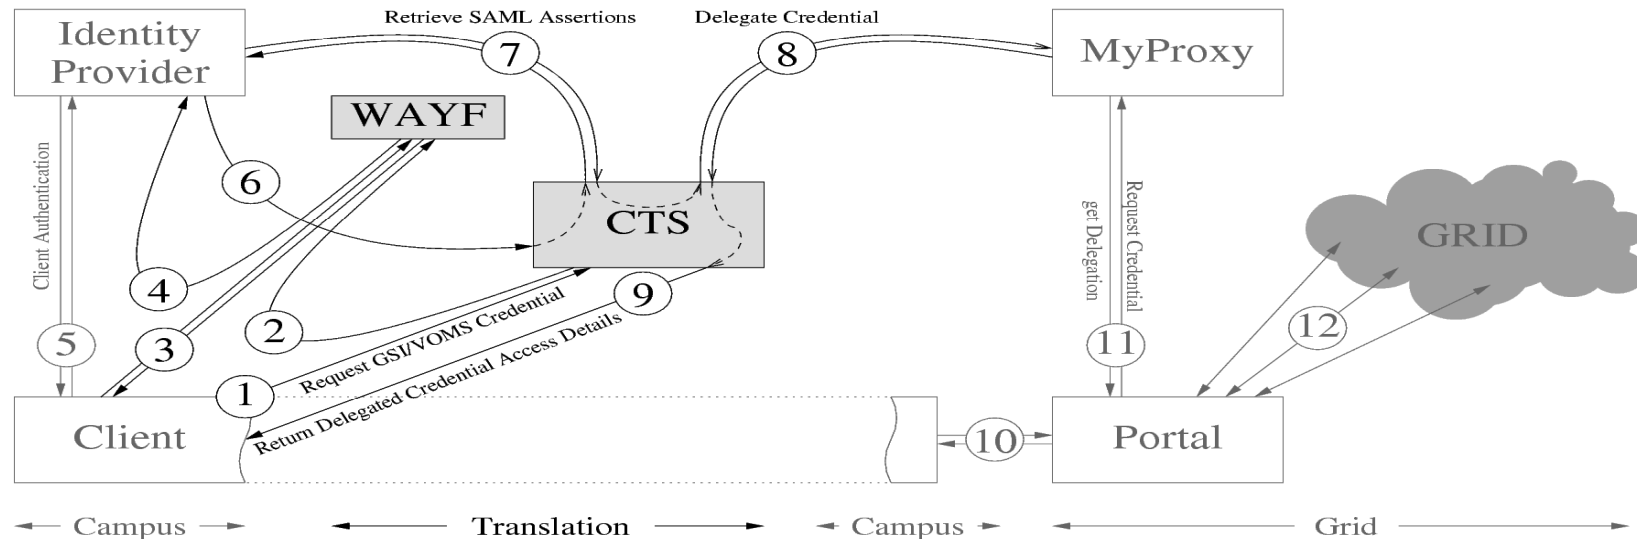 Retrieve SAML Assertions
Delegate Credential
Identity
Provider
7
8
MyProxy
WAYF
6
CTS
GRID
Client Authentication
Request Credential
get Delegation
4
9
2
3
5
1
Request GSI/VOMS Credential
Return Delegated Credential Access Details
11
12
Client
10
Portal
Campus
Translation
Campus
Grid